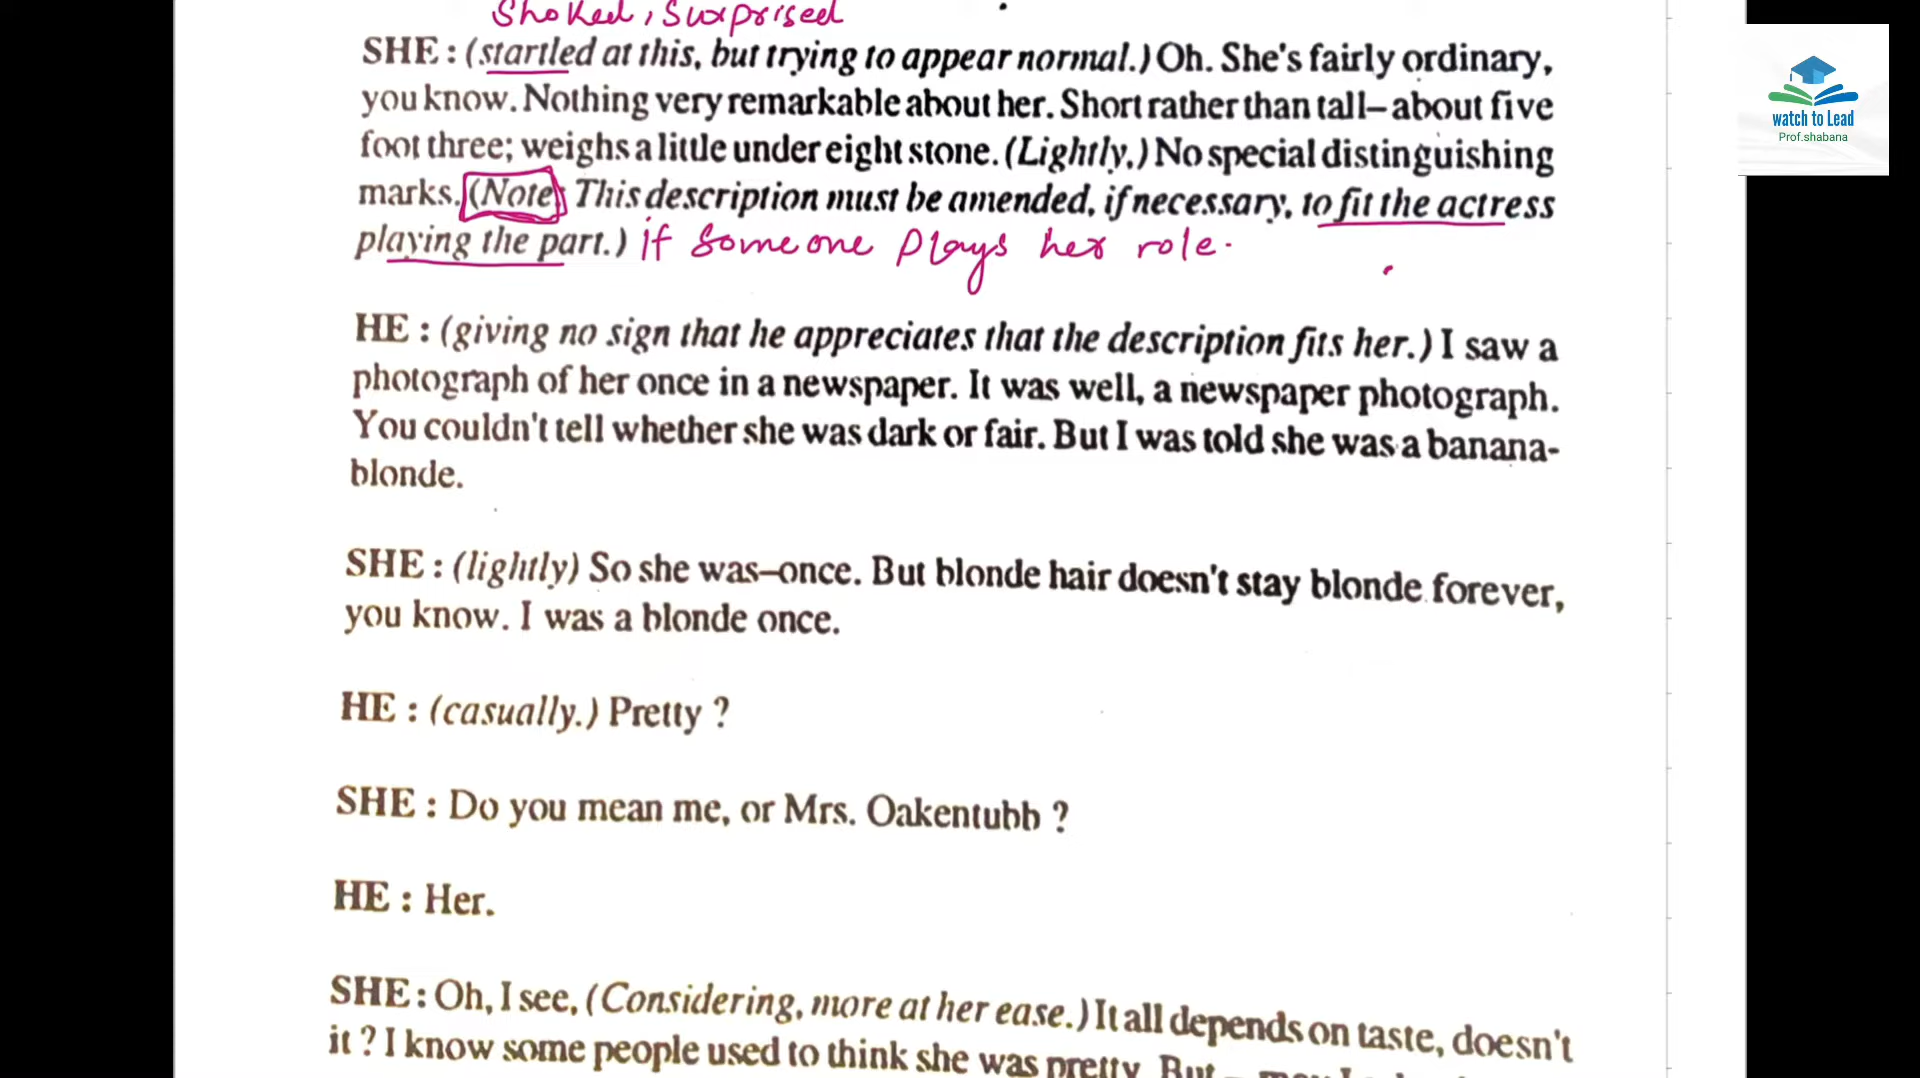 Shoked, Surprised
SHE : (startled at this, but trying to appear normal.) Oh. She's fairly ordinary,
you know. Nothing very remarkable about her. Short rather than tall– about five
foot three; weighs a little under eight stone. (Lightly.) No special distinguishing
marks. (Note: This description must be amended, if necessary, to fit the actress
playing the part.) if someone plays her role.
HE : (giving no sign that he appreciates that the description fits her.) I saw a
photograph of her once in a newspaper. It was well, a newspaper photograph.
You couldn't tell whether she was dark or fair. But I was told she was a banana-
blonde.
SHE : (lightly) So she was–once. But blonde hair doesn't stay blonde forever,
you know. I was a blonde once.
HE : (casually.) Pretty ?
SHE : Do you mean me, or Mrs. Oakentubb ?
HE : Her.
SHE : Oh, I see, (Considering, more at her ease.) It all depends on taste, doesn't
it ? I know some people used to think she was pretty. But –
watch to Lead
Prof.shabana